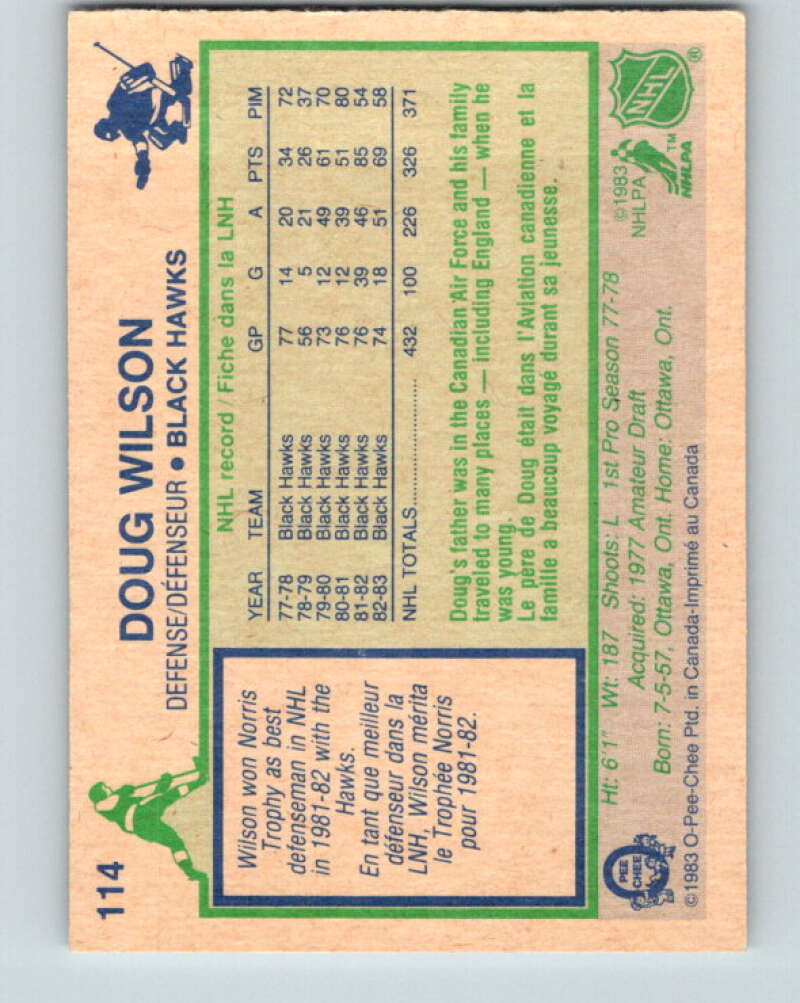 114
DOUG WILSON
DEFENSE/DÉFENSEUR • BLACK HAWKS
Wilson won Norris
Trophy as best
defenseman in NHL
in 1981-82 with the
Hawks.
En tant que meilleur
défenseur dans la
LNH, Wilson mérita
le Trophée Norris
pour 1981-82.
NHL record / Fiche dans la LNH
YEAR TEAM GP G A PTS PIM
77-78 Black Hawks 77 14 20 34 72
78-79 Black Hawks 56 5 21 26 37
79-80 Black Hawks 73 12 49 61 70
80-81 Black Hawks 76 12 39 51 80
81-82 Black Hawks 76 39 46 85 54
82-83 Black Hawks 74 18 51 69 58
NHL TOTALS.................. 432 100 226 326 371
Doug's father was in the Canadian Air Force and his family
traveled to many places — including England — when he
was young.
Le père de Doug était dans l'Aviation canadienne et la
famille a beaucoup voyagé durant sa jeunesse.
Ht: 6'1" Wt: 187 Shoots: L 1st Pro Season 77-78
Acquired: 1977 Amateur Draft
Born: 7-5-57, Ottawa, Ont. Home: Ottawa, Ont.
©1983 O-Pee-Chee Ptd. in Canada-Imprimé au Canada
O PEE CHEE
©1983
NHLPA
NHL ®
NHLPA ™